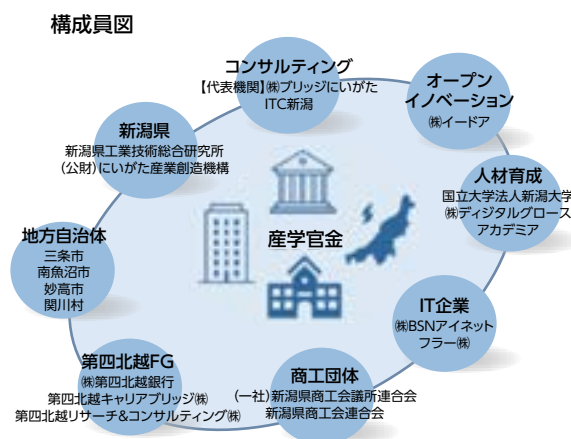 構成員図
コンサルティング
【代表機関】㈱ブリッジにいがた
ITC新潟
オープン
イノベーション
㈱イードア
人材育成
国立大学法人新潟大学
㈱ディジタルグロース
アカデミア
IT企業
㈱BSNアイネット
フラー㈱
商工団体
(一社)新潟県商工会議所連合会
新潟県商工会連合会
第四北越FG
㈱第四北越銀行
第四北越キャリアブリッジ㈱
第四北越リサーチ&コンサルティング㈱
地方自治体
三条市
南魚沼市
妙高市
関川村
新潟県
新潟県工業技術総合研究所
(公財)にいがた産業創造機構
産学官金